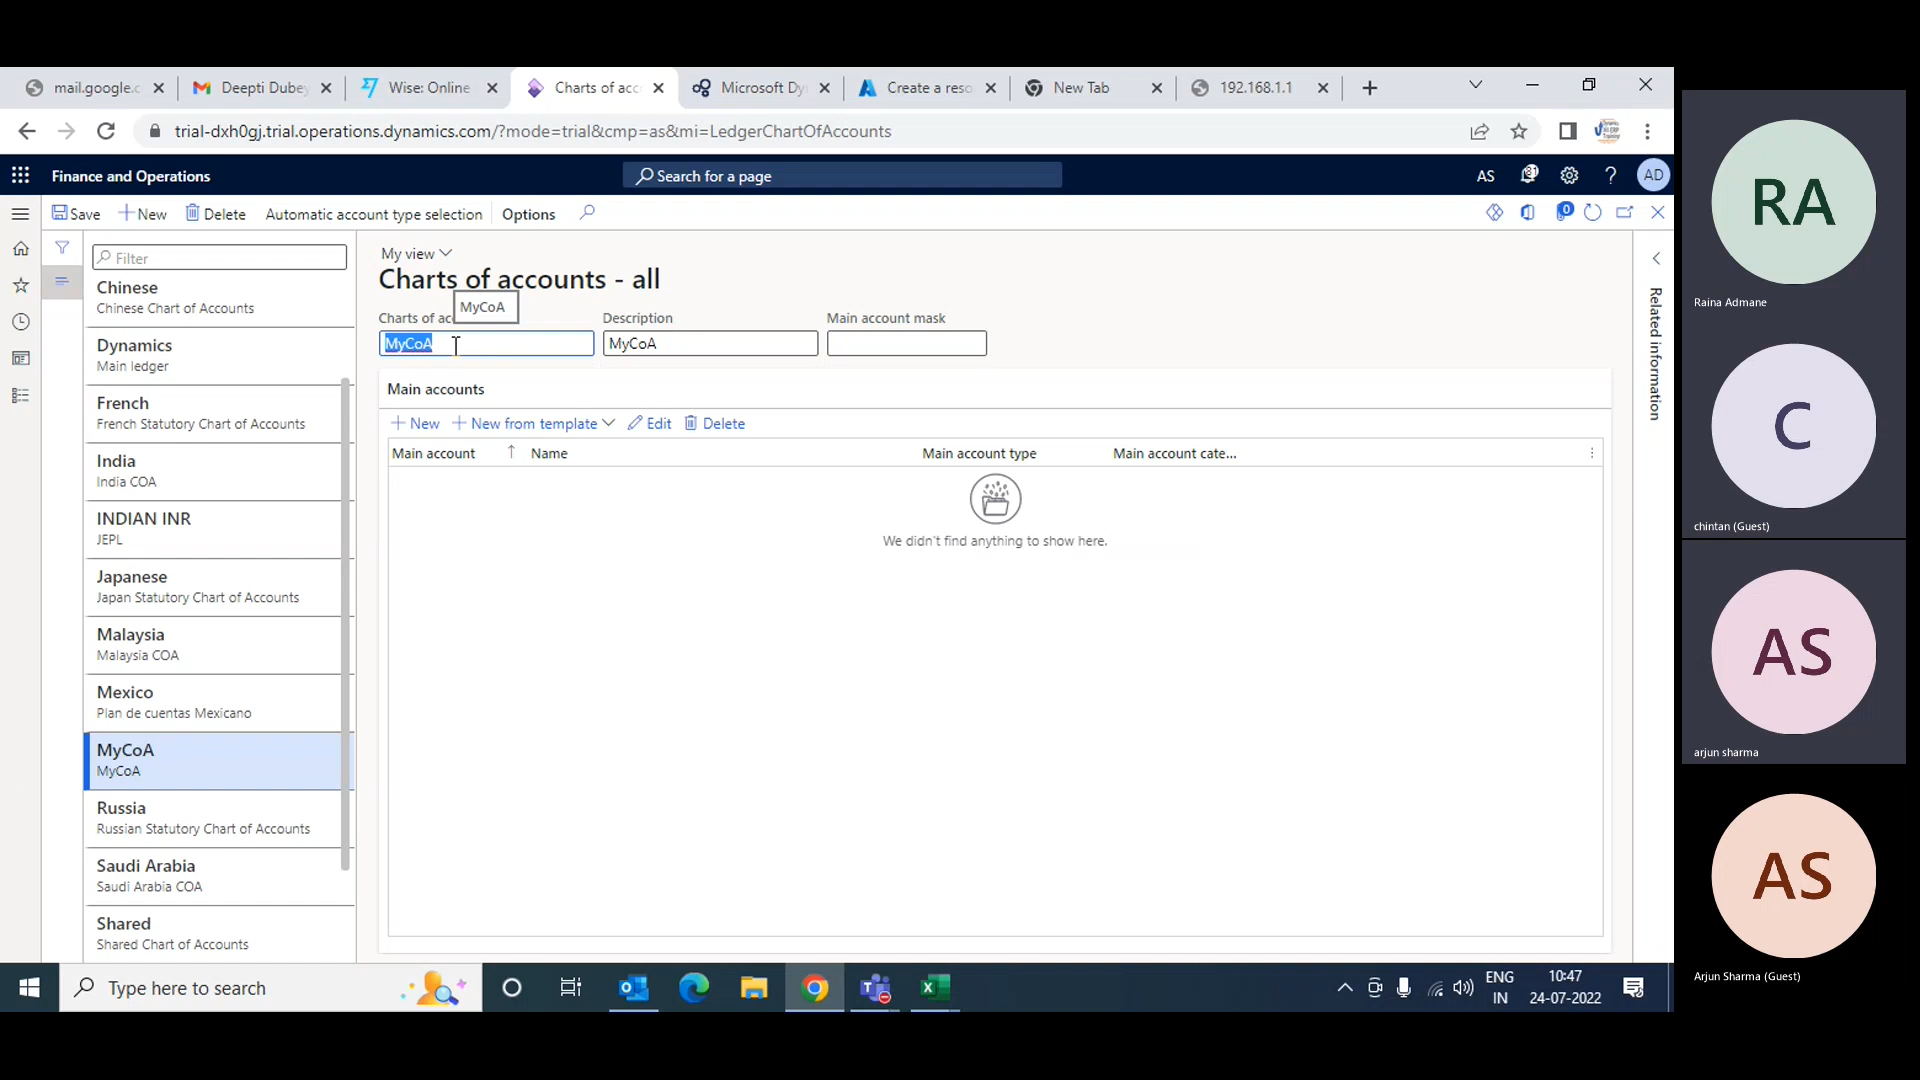 mail.google.c
Deepti Dubey
Wise: Online
Charts of acc
Microsoft Dy
Create a reso
New Tab
192.168.1.1
trial-dxh0gj.trial.operations.dynamics.com/?mode=trial&cmp=as&mi=LedgerChartOfAccounts
Finance and Operations
Search for a page
AS
AD
Save
New
Delete
Automatic account type selection
Options
0
Filter
Chinese
Chinese Chart of Accounts
Dynamics
Main ledger
French
French Statutory Chart of Accounts
India
India COA
INDIAN INR
JEPL
Japanese
Japan Statutory Chart of Accounts
Malaysia
Malaysia COA
Mexico
Plan de cuentas Mexicano
MyCoA
MyCoA
Russia
Russian Statutory Chart of Accounts
Saudi Arabia
Saudi Arabia COA
Shared
Shared Chart of Accounts
My view
Charts of accounts - all
MyCoA
Charts of ac
Description
Main account mask
MyCoA
MyCoA
Main accounts
New
New from template
Edit
Delete
Main account
Name
Main account type
Main account cate...
We didn't find anything to show here.
Related information
Type here to search
ENG
IN
10:47
24-07-2022
RA
Raina Admane
C
chintan (Guest)
AS
arjun sharma
AS
Arjun Sharma (Guest)